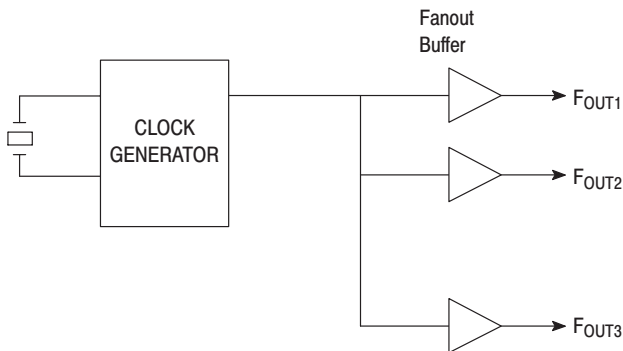 Fanout
Buffer
CLOCK
GENERATOR
FOUT1
FOUT2
FOUT3